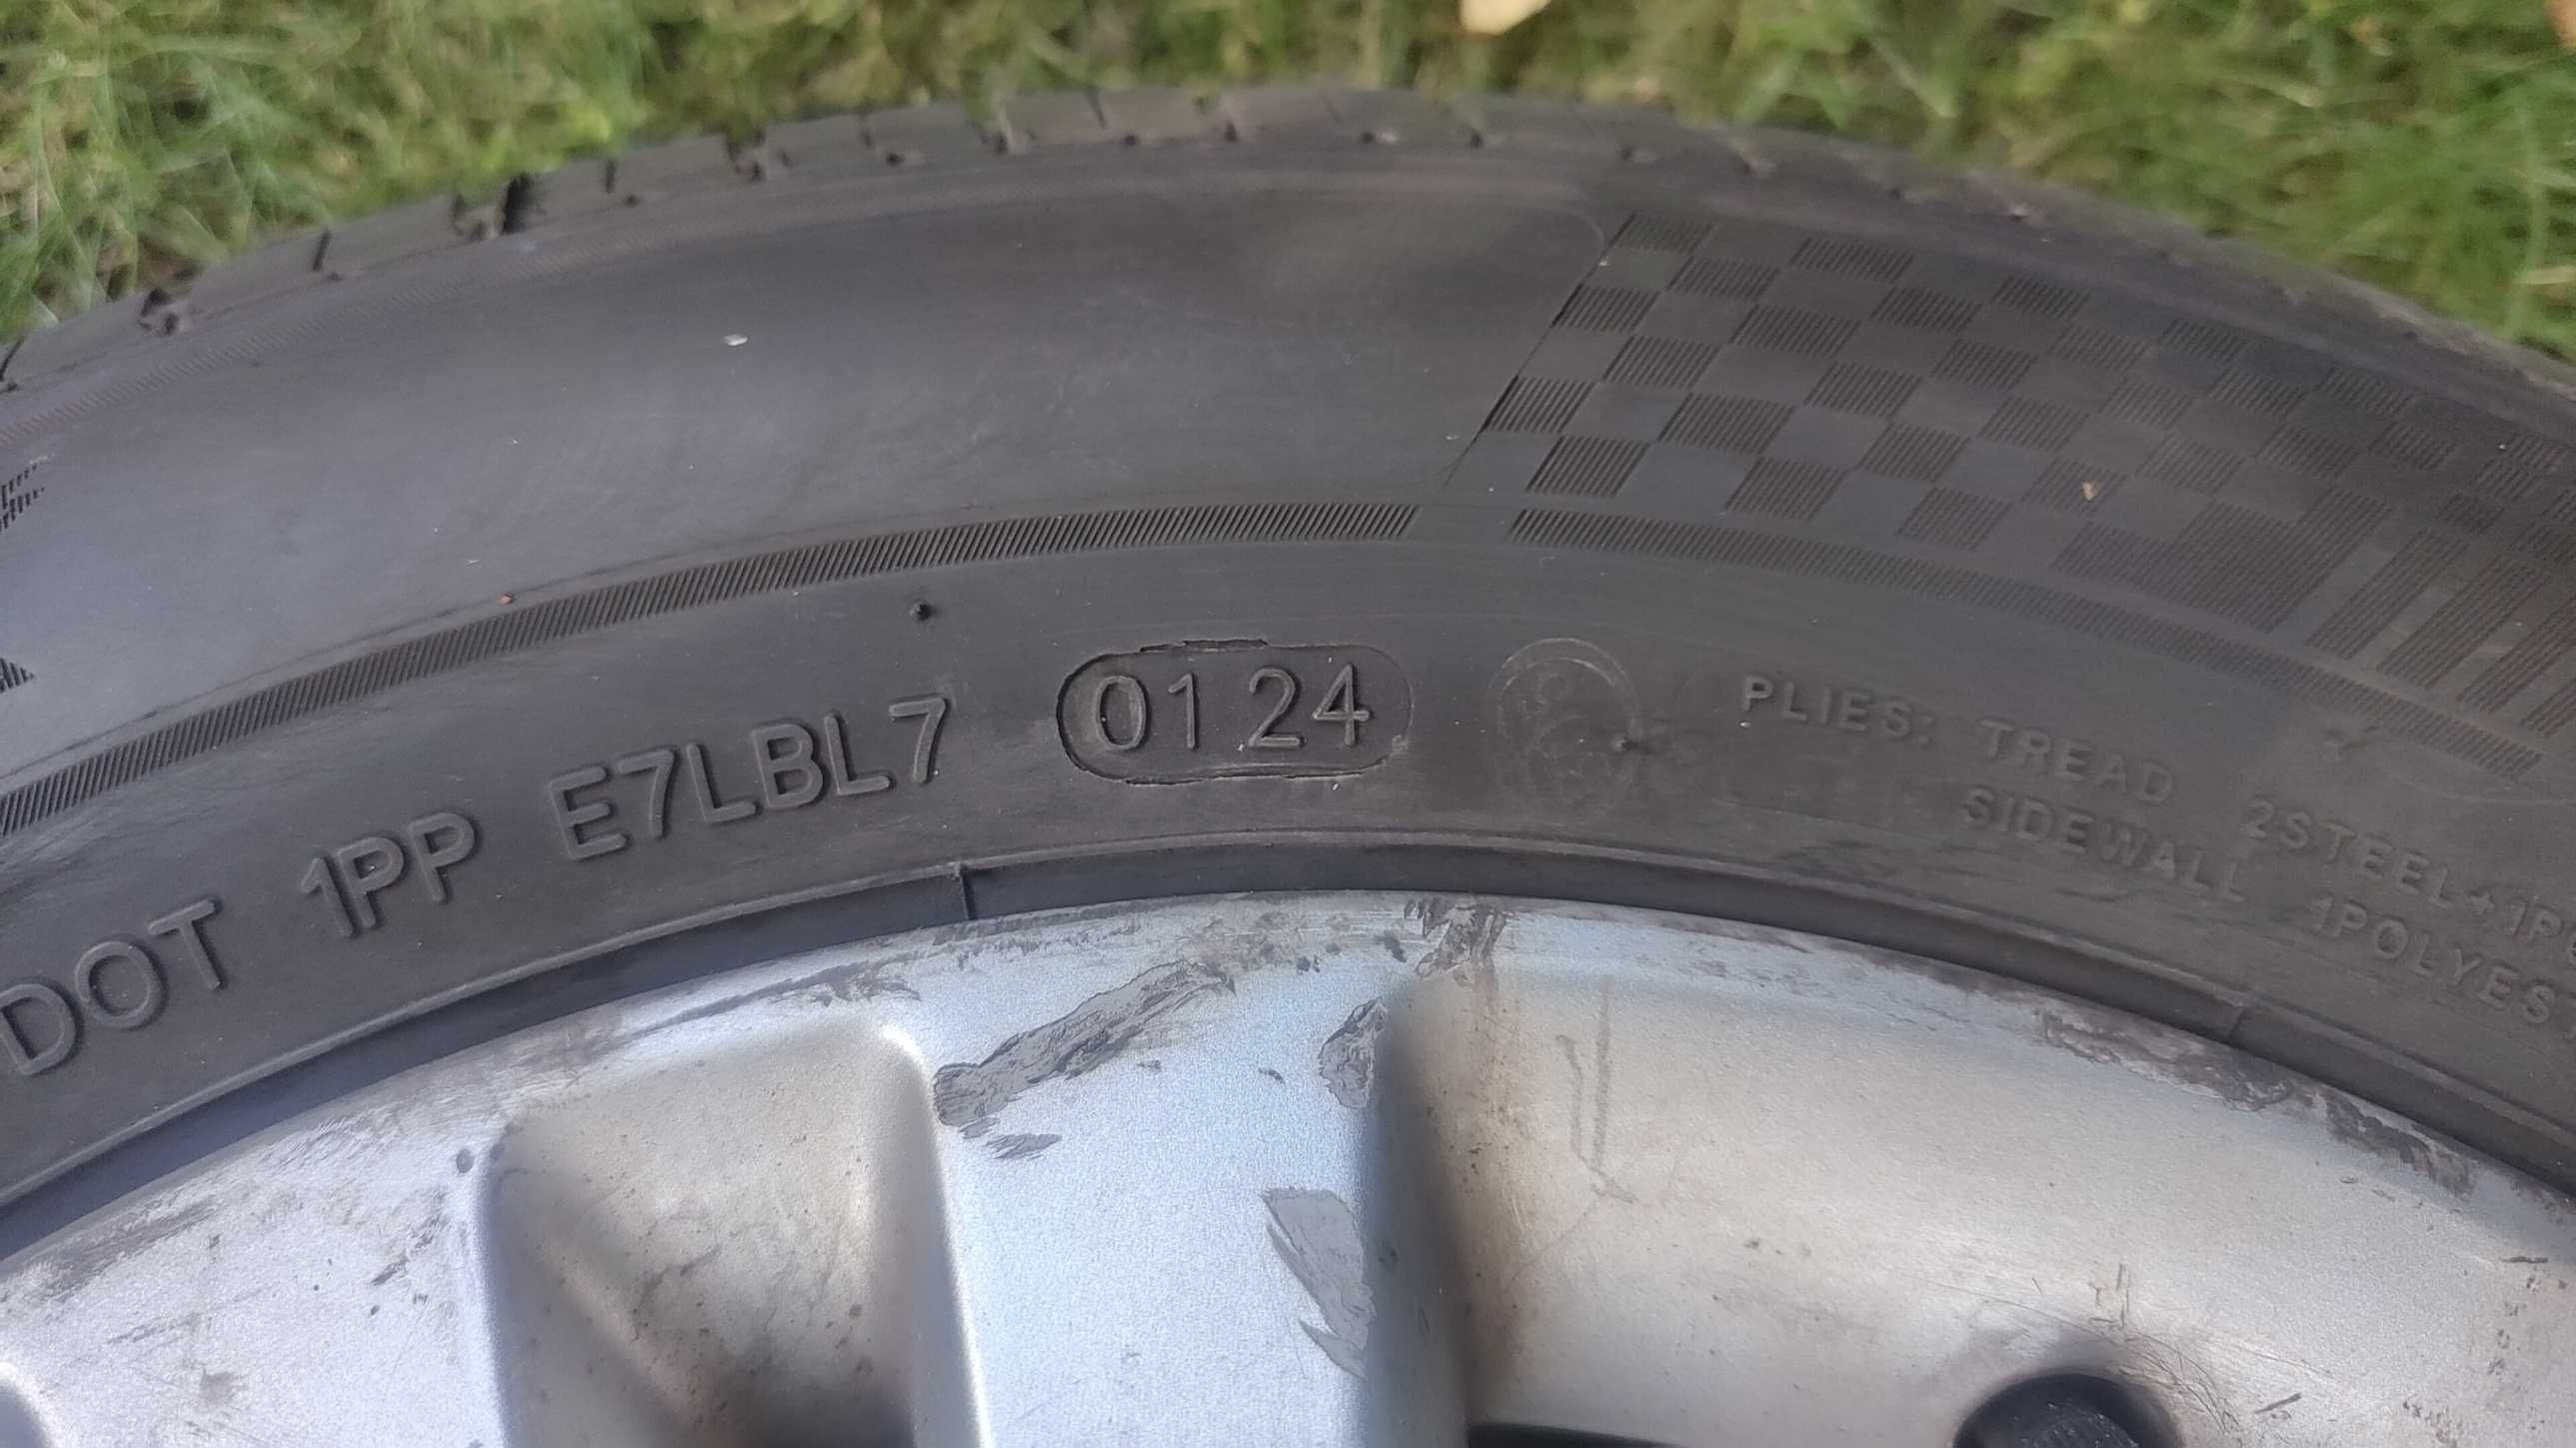 DOT 1PP E7LBL7 0124
PLIES: TREAD 2STEEL+1P
SIDEWALL 1POLYES